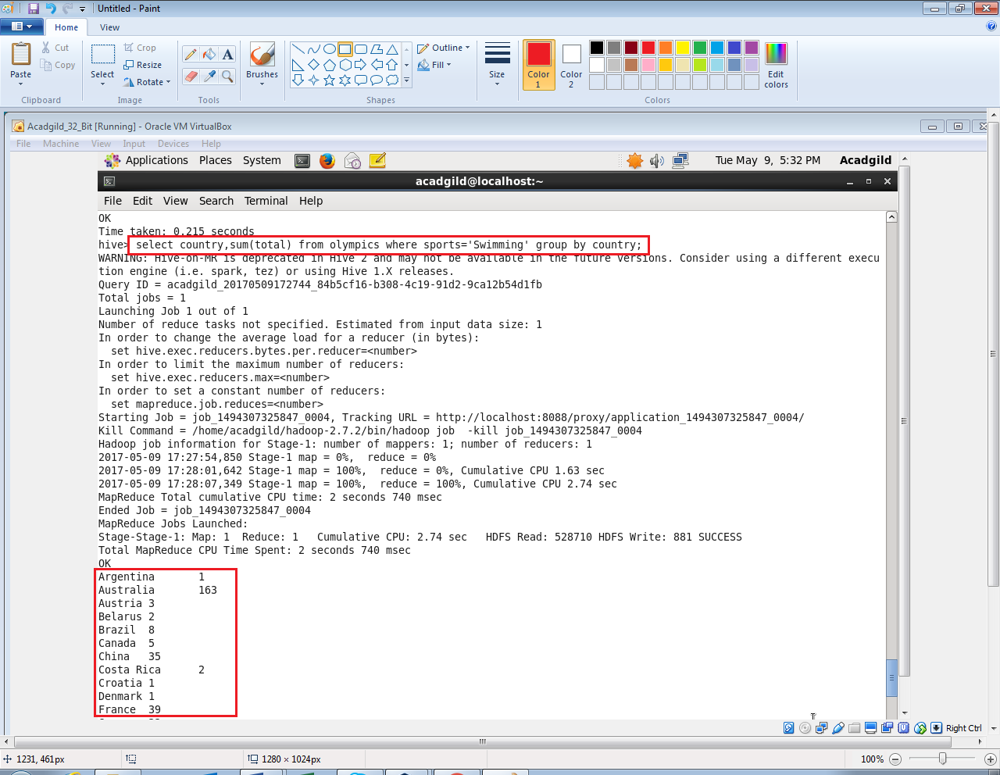 Untitled - Paint
Home
View
Paste
Cut
Copy
Clipboard
Select
Crop
Resize
Rotate
Image
A
Tools
Brushes
Outline
Fill
Shapes
Size
Color
1
Color
2
Edit
colors
Colors
Acadgild_32_Bit [Running] - Oracle VM VirtualBox
File Machine View Input Devices Help
Applications Places System
Tue May 9, 5:32 PM
Acadgild
acadgild@localhost:~
File Edit View Search Terminal Help
OK
Time taken: 0.215 seconds
hive> select country,sum(total) from olympics where sports='Swimming' group by country;
WARNING: Hive-on-MR is deprecated in Hive 2 and may not be available in the future versions. Consider using a different execu
tion engine (i.e. spark, tez) or using Hive 1.X releases.
Query ID = acadgild_20170509172744_84b5cf16-b308-4c19-91d2-9ca12b54d1fb
Total jobs = 1
Launching Job 1 out of 1
Number of reduce tasks not specified. Estimated from input data size: 1
In order to change the average load for a reducer (in bytes):
  set hive.exec.reducers.bytes.per.reducer=<number>
In order to limit the maximum number of reducers:
  set hive.exec.reducers.max=<number>
In order to set a constant number of reducers:
  set mapreduce.job.reduces=<number>
Starting Job = job_1494307325847_0004, Tracking URL = http://localhost:8088/proxy/application_1494307325847_0004/
Kill Command = /home/acadgild/hadoop-2.7.2/bin/hadoop job  -kill job_1494307325847_0004
Hadoop job information for Stage-1: number of mappers: 1; number of reducers: 1
2017-05-09 17:27:54,850 Stage-1 map = 0%,  reduce = 0%
2017-05-09 17:28:01,642 Stage-1 map = 100%,  reduce = 0%, Cumulative CPU 1.63 sec
2017-05-09 17:28:07,349 Stage-1 map = 100%,  reduce = 100%, Cumulative CPU 2.74 sec
MapReduce Total cumulative CPU time: 2 seconds 740 msec
Ended Job = job_1494307325847_0004
MapReduce Jobs Launched:
Stage-Stage-1: Map: 1  Reduce: 1   Cumulative CPU: 2.74 sec   HDFS Read: 528710 HDFS Write: 881 SUCCESS
Total MapReduce CPU Time Spent: 2 seconds 740 msec
OK
Argentina 1
Australia 163
Austria 3
Belarus 2
Brazil 8
Canada 5
China 35
Costa Rica 2
Croatia 1
Denmark 1
France 39
Right Ctrl
1231, 461px
1280 × 1024px
100%